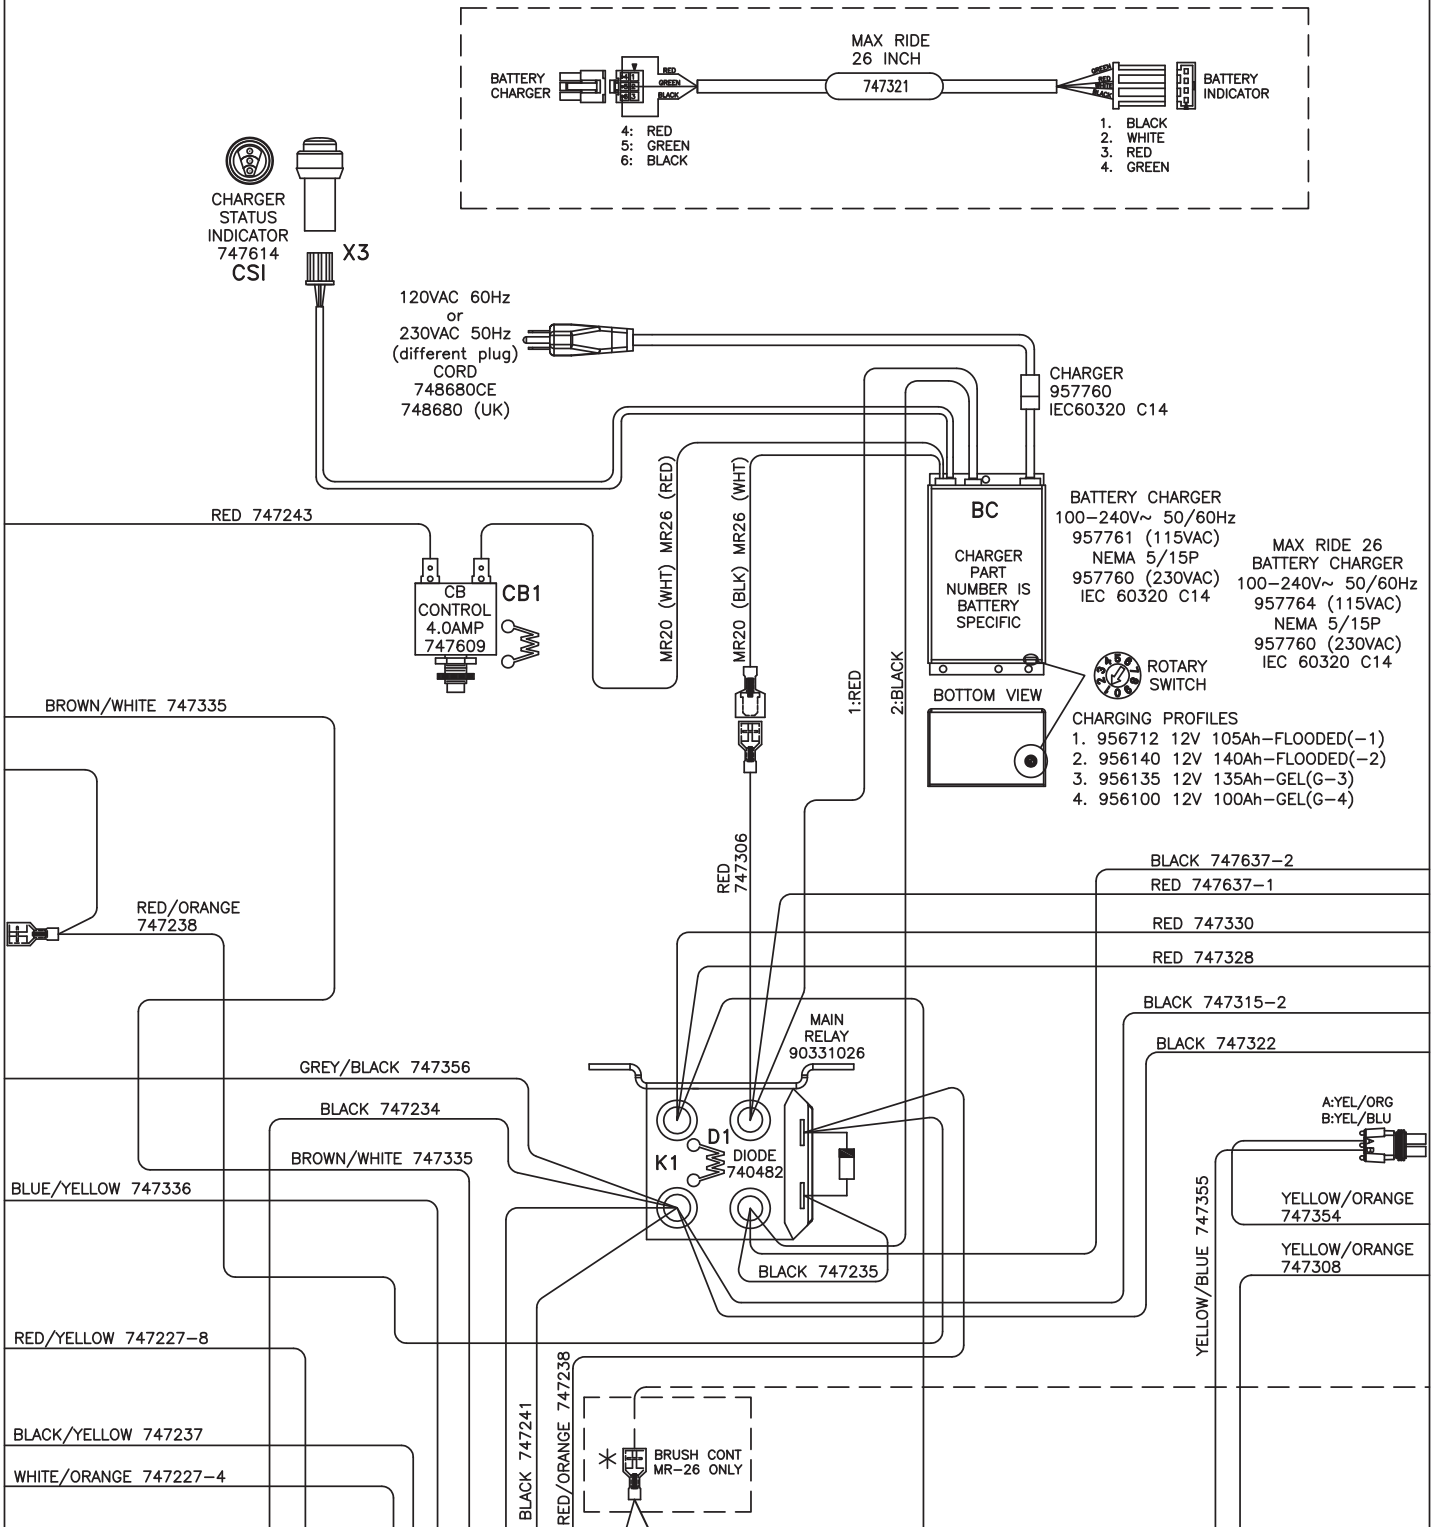 MAX RIDE
26 INCH
747321
BATTERY
CHARGER
RED
GREEN
BLACK
4: RED
5: GREEN
6: BLACK
GREEN
RED
WHITE
BLACK
BATTERY
INDICATOR
1. BLACK
2. WHITE
3. RED
4. GREEN
CHARGER
STATUS
INDICATOR
747614
CSI
X3
120VAC 60Hz
or
230VAC 50Hz
(different plug)
CORD
748680CE
748680 (UK)
CHARGER
957760
IEC60320 C14
RED 747243
CB
CONTROL
4.0AMP
747609
CB1
MR20 (WHT) MR26 (RED)
MR20 (BLK) MR26 (WHT)
BC
CHARGER
PART
NUMBER IS
BATTERY
SPECIFIC
BATTERY CHARGER
100-240V~ 50/60Hz
957761 (115VAC)
NEMA 5/15P
957760 (230VAC)
IEC 60320 C14
MAX RIDE 26
BATTERY CHARGER
100-240V~ 50/60Hz
957764 (115VAC)
NEMA 5/15P
957760 (230VAC)
IEC 60320 C14
1:RED
2:BLACK
ROTARY
SWITCH
BOTTOM VIEW
CHARGING PROFILES
1. 956712 12V 105Ah-FLOODED(-1)
2. 956140 12V 140Ah-FLOODED(-2)
3. 956135 12V 135Ah-GEL(G-3)
4. 956100 12V 100Ah-GEL(G-4)
BROWN/WHITE 747335
RED
747306
RED/ORANGE
747238
BLACK 747637-2
RED 747637-1
RED 747330
RED 747328
BLACK 747315-2
BLACK 747322
MAIN
RELAY
90331026
GREY/BLACK 747356
BLACK 747234
BROWN/WHITE 747335
BLUE/YELLOW 747336
K1
D1
DIODE
740482
BLACK 747235
A:YEL/ORG
B:YEL/BLU
A
B
YELLOW/ORANGE
747354
YELLOW/ORANGE
747308
YELLOW/BLUE 747355
RED/YELLOW 747227-8
BLACK/YELLOW 747237
WHITE/ORANGE 747227-4
BLACK 747241
RED/ORANGE 747238
* BRUSH CONT
MR-26 ONLY